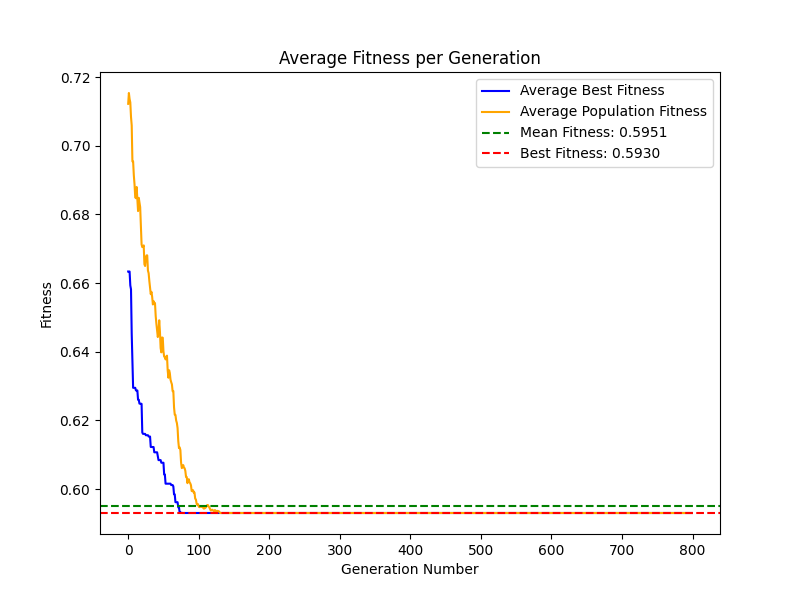 Average Fitness per Generation
Average Best Fitness
Average Population Fitness
Mean Fitness: 0.5951
Best Fitness: 0.5930
Fitness
0.72
0.70
0.68
0.66
0.64
0.62
0.60
0 100 200 300 400 500 600 700 800
Generation Number